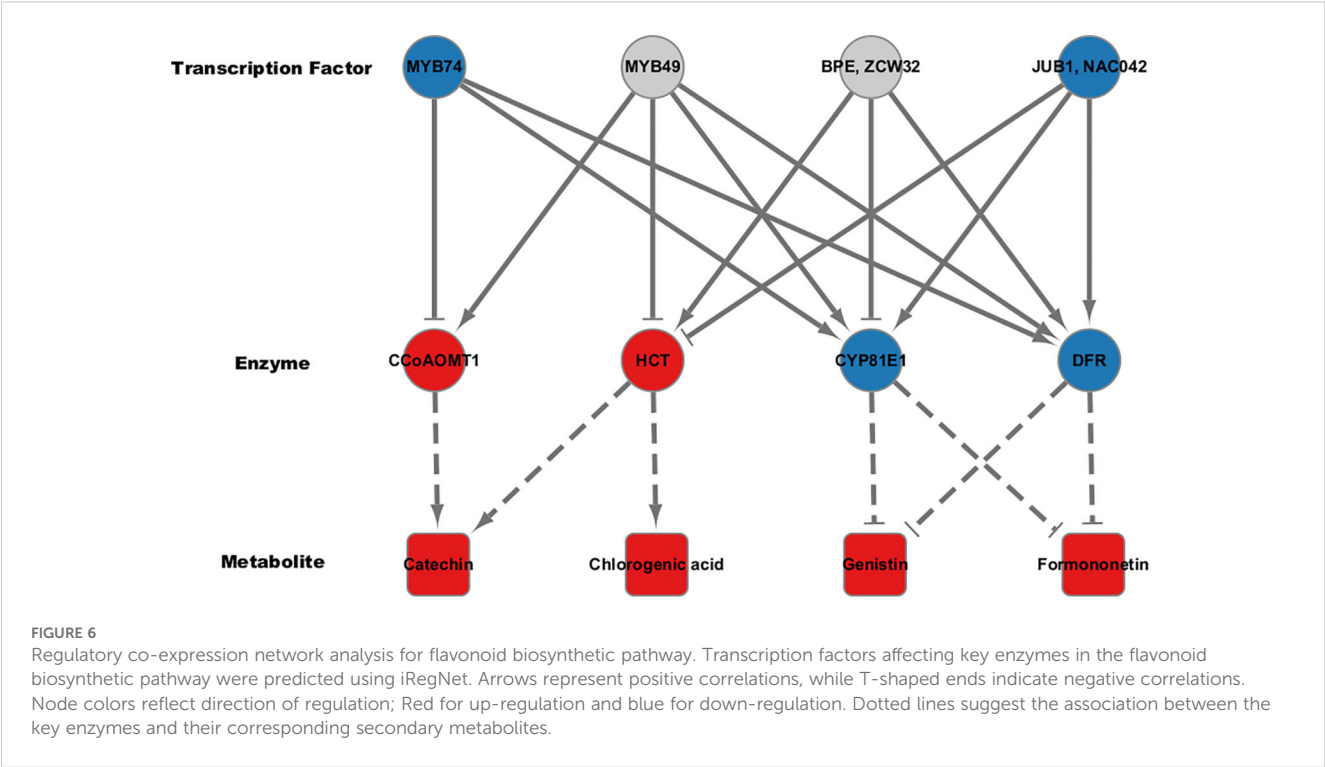 Transcription Factor
MYB74
MYB49
BPE, ZCW32
JUB1, NAC042
Enzyme
CCoAOMT1
HCT
CYP81E1
DFR
Metabolite
Catechin
Chlorogenic acid
Genistin
Formononetin
FIGURE 6
Regulatory co-expression network analysis for flavonoid biosynthetic pathway. Transcription factors affecting key enzymes in the flavonoid
biosynthetic pathway were predicted using iRegNet. Arrows represent positive correlations, while T-shaped ends indicate negative correlations.
Node colors reflect direction of regulation; Red for up-regulation and blue for down-regulation. Dotted lines suggest the association between the
key enzymes and their corresponding secondary metabolites.